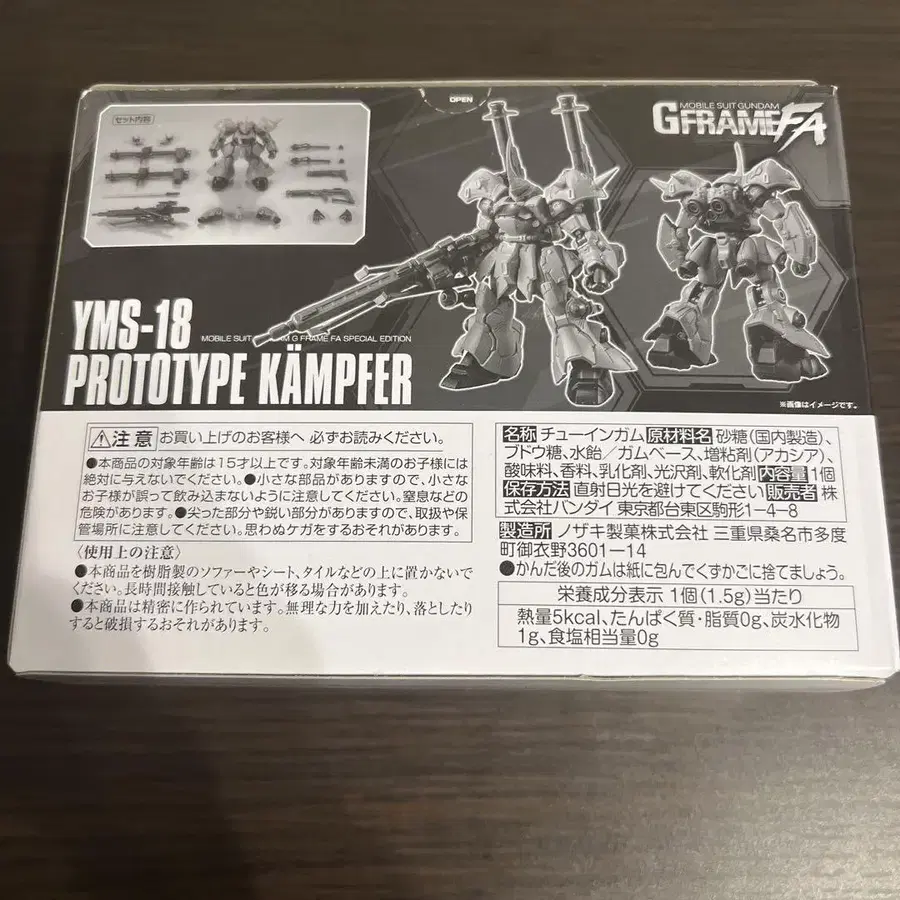 OPEN
セット内容
MOBILE SUIT GUNDAM
GFRAMEFA
YMS-18
MOBILE SUIT GUNDAM G FRAME FA SPECIAL EDITION
PROTOTYPE KÄMPFER
※画像はイメージです。
注意 お買い上げのお客様へ 必ずお読みください。
●本商品の対象年齢は15才以上です。対象年齢未満のお子様には
絶対に与えないでください。●小さな部品がありますので、小さな
お子様が誤って飲み込まないように注意してください。窒息などの
危険があります。●尖った部分や鋭い部分がありますので、取扱や保
管場所に注意してください。思わぬケガをするおそれがあります。
〈使用上の注意〉
●本商品を樹脂製のソファーやシート、タイルなどの上に置かないで
ください。長時間接触していると色が移る場合があります。
●本商品は精密に作られています。無理な力を加えたり、落としたり
すると破損するおそれがあります。
名称 チューインガム 原材料名 砂糖(国内製造)、
ブドウ糖、水飴/ガムベース、増粘剤(アカシア)、
酸味料、香料、乳化剤、光沢剤、軟化剤 内容量 1個
保存方法 直射日光を避けてください 販売者 株
式会社バンダイ 東京都台東区駒形1-4-8
製造所 ノザキ製菓株式会社 三重県桑名市多度
町御衣野3601-14
●かんだ後のガムは紙に包んでくずかごに捨てましょう。
栄養成分表示 1個(1.5g)当たり
熱量5kcal、たんぱく質・脂質0g、炭水化物
1g、食塩相当量0g